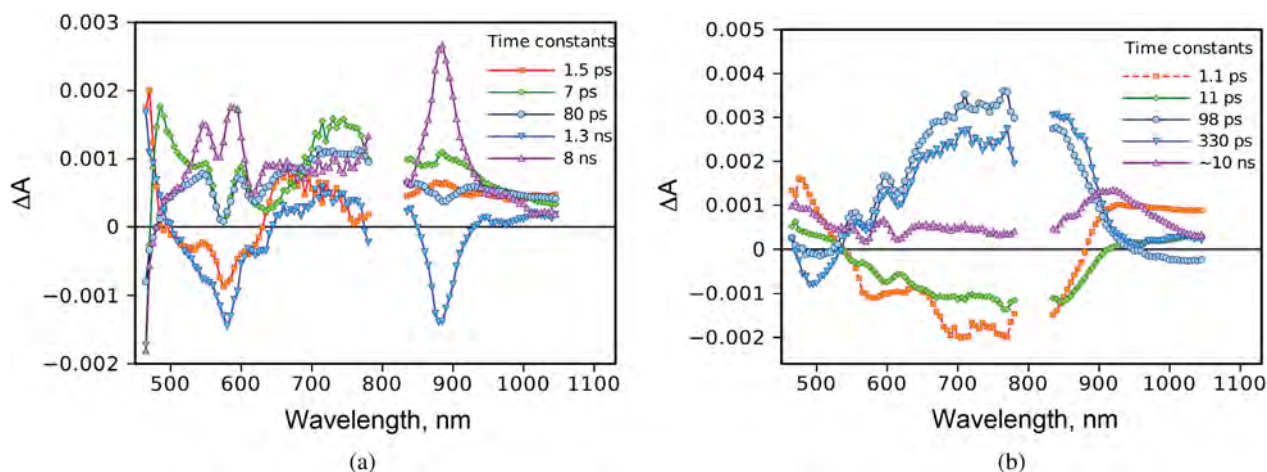 0.003
0.002
0.001
0
−0.001
−0.002
ΔA
500 600 700 800 900 1000 1100
Wavelength, nm
Time constants
1.5 ps
7 ps
80 ps
1.3 ns
8 ns
(a)
0.005
0.004
0.003
0.002
0.001
0
−0.001
−0.002
ΔA
500 600 700 800 900 1000 1100
Wavelength, nm
Time constants
1.1 ps
11 ps
98 ps
330 ps
~10 ns
(b)